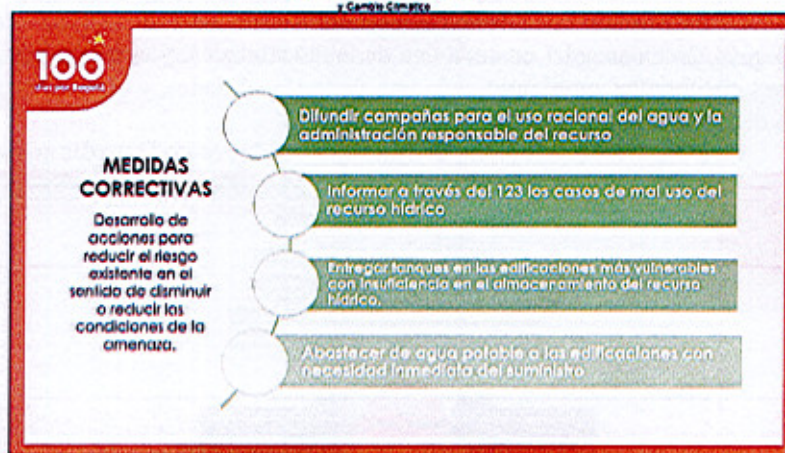 y Cambio Climático
100
días por Bogotá
MEDIDAS
CORRECTIVAS
Desarrollo de
acciones para
reducir el riesgo
existente en el
sentido de disminuir
o reducir las
condiciones de la
amenaza.
Difundir campañas para el uso racional del agua y la
administración responsable del recurso
Informar a través del 123 los casos de mal uso del
recurso hídrico
Entregar tanques en las edificaciones más vulnerables
con insuficiencia en el almacenamiento del recurso
hídrico.
Abastecer de agua potable a las edificaciones con
necesidad inmediata del suministro